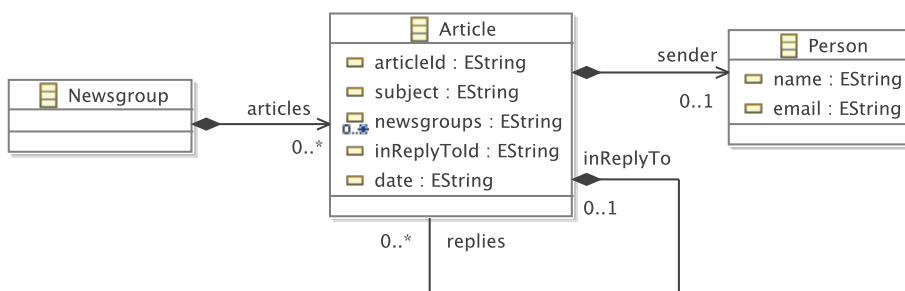 Newsgroup
articles
0..*
Article
articleId : EString
subject : EString
0..*
newsgroups : EString
inReplyToId : EString
date : EString
sender
0..1
Person
name : EString
email : EString
inReplyTo
0..1
0..*
replies